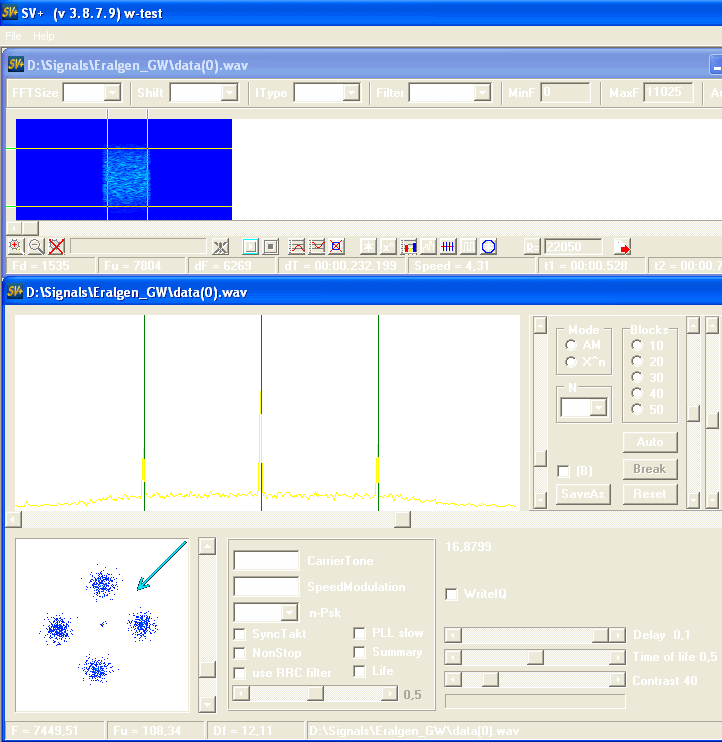 SV+ (v 3.8.7.9) w-test
File Help
D:\Signals\Eralgen_GW\data(0).wav
FFTSize Shift IType Filter MinF 0 MaxF 11025
R= 22050
Fd = 1535 Fu = 7804 dF = 6269 dT = 00:00.232.199 Speed = 4,31 t1 = 00:00.528 t2 = 00:00.7
D:\Signals\Eralgen_GW\data(0).wav
Mode Blocks
AM 10
X^n 20
30
N 40
50
Auto
(B) Break
SaveAs Reset
16,8799
CarrierTone
SpeedModulation
WriteIQ
n-Psk
SyncTakt PLL slow Delay 0,1
NonStop Summary Time of life 0,5
use RRC filter Life Contrast 40
0,5
F = 7449,51 Fu = 108,34 Df = 12,11 D:\Signals\Eralgen_GW\data(0).wav